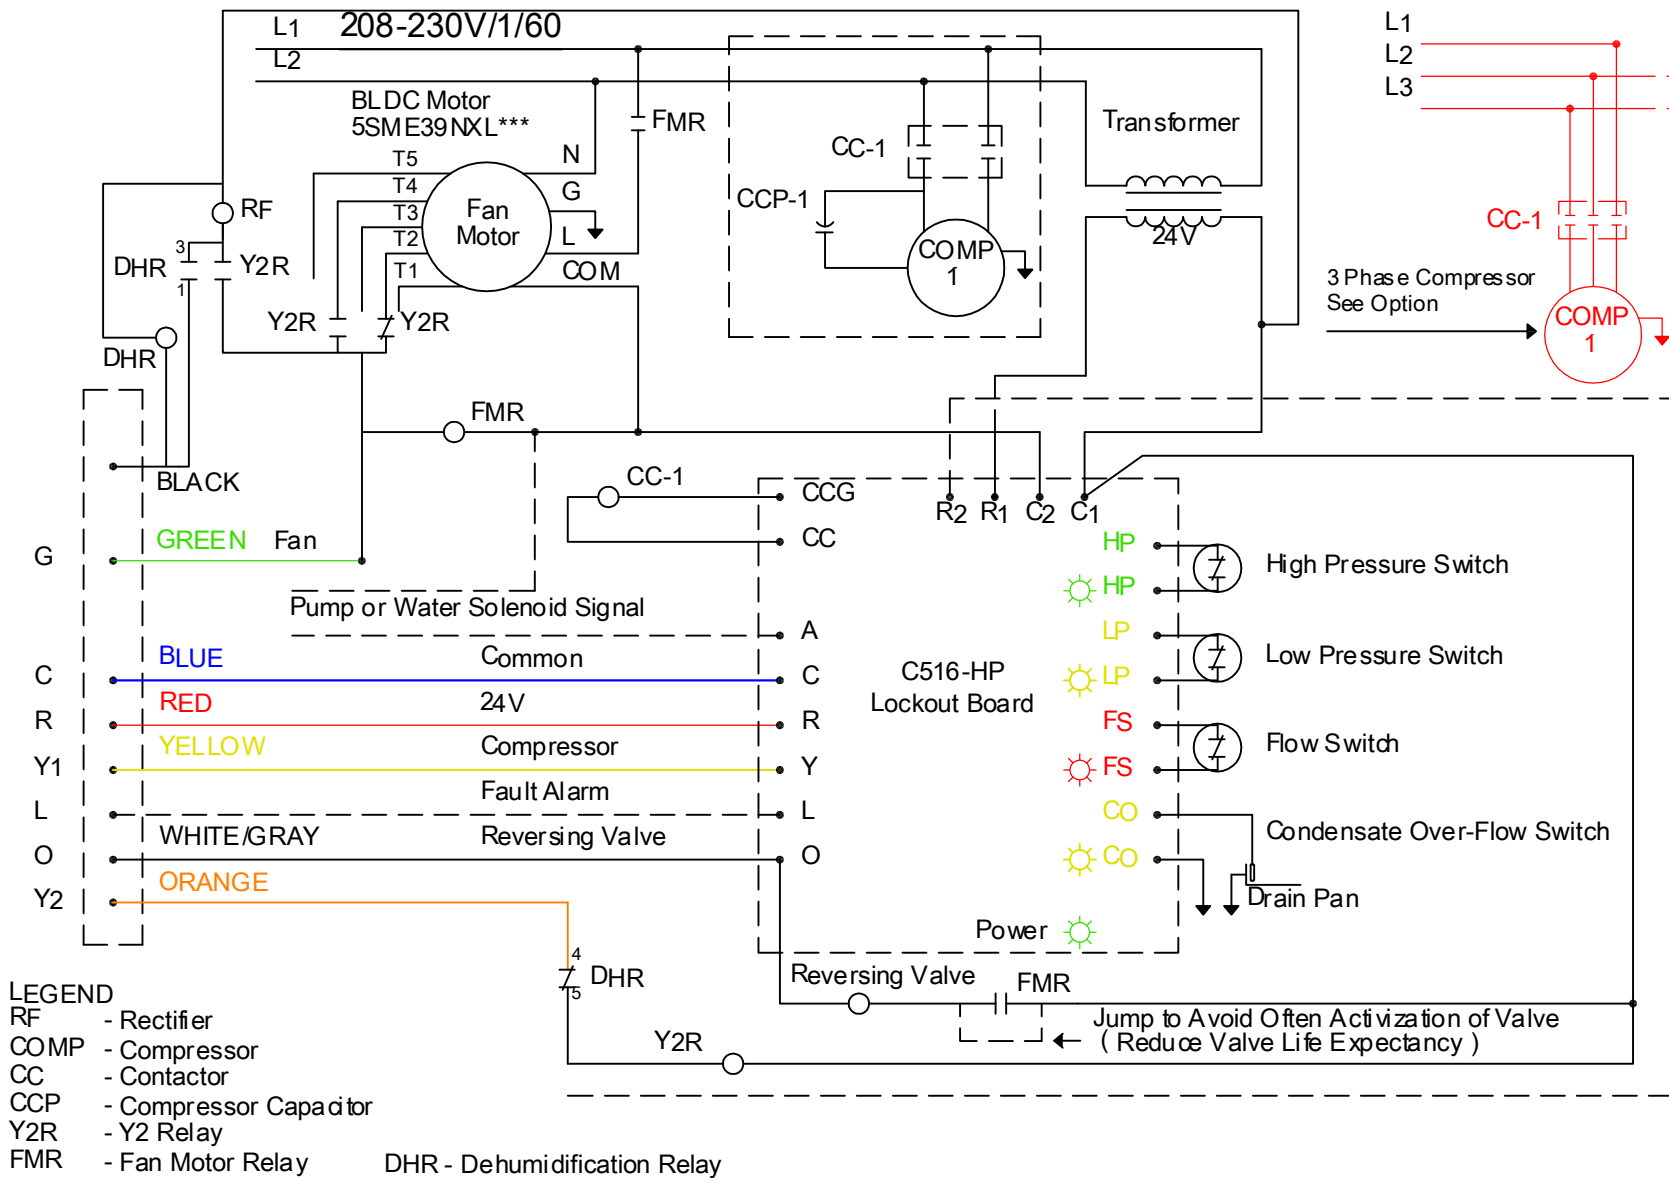 L1 208-230V/1/60
L2
L1
L2
L3
BLDC Motor
5SME39NXL***
FMR
CC-1
CCP-1
COMP
1
Transformer
24V
T5
T4
T3
T2
T1
Fan
Motor
N
G
L
COM
RF
3
DHR
1
Y2R
Y2R
Y2R
DHR
CC-1
3 Phase Compressor
See Option
COMP
1
FMR
BLACK
CC-1
CCG
CC
R2 R1 C2 C1
G
GREEN Fan
Pump or Water Solenoid Signal
A
C
BLUE Common
C
R
RED 24V
R
Y1
YELLOW Compressor
Y
L
Fault Alarm
L
O
WHITE/GRAY Reversing Valve
O
Y2
ORANGE
C516-HP
Lockout Board
HP
HP
High Pressure Switch
LP
LP
Low Pressure Switch
FS
FS
Flow Switch
CO
CO
Condensate Over-Flow Switch
Drain Pan
Power
4
DHR
5
Reversing Valve
FMR
Jump to Avoid Often Activization of Valve
( Reduce Valve Life Expectancy )
Y2R
LEGEND
RF - Rectifier
COMP - Compressor
CC - Contactor
CCP - Compressor Capacitor
Y2R - Y2 Relay
FMR - Fan Motor Relay DHR - Dehumidification Relay